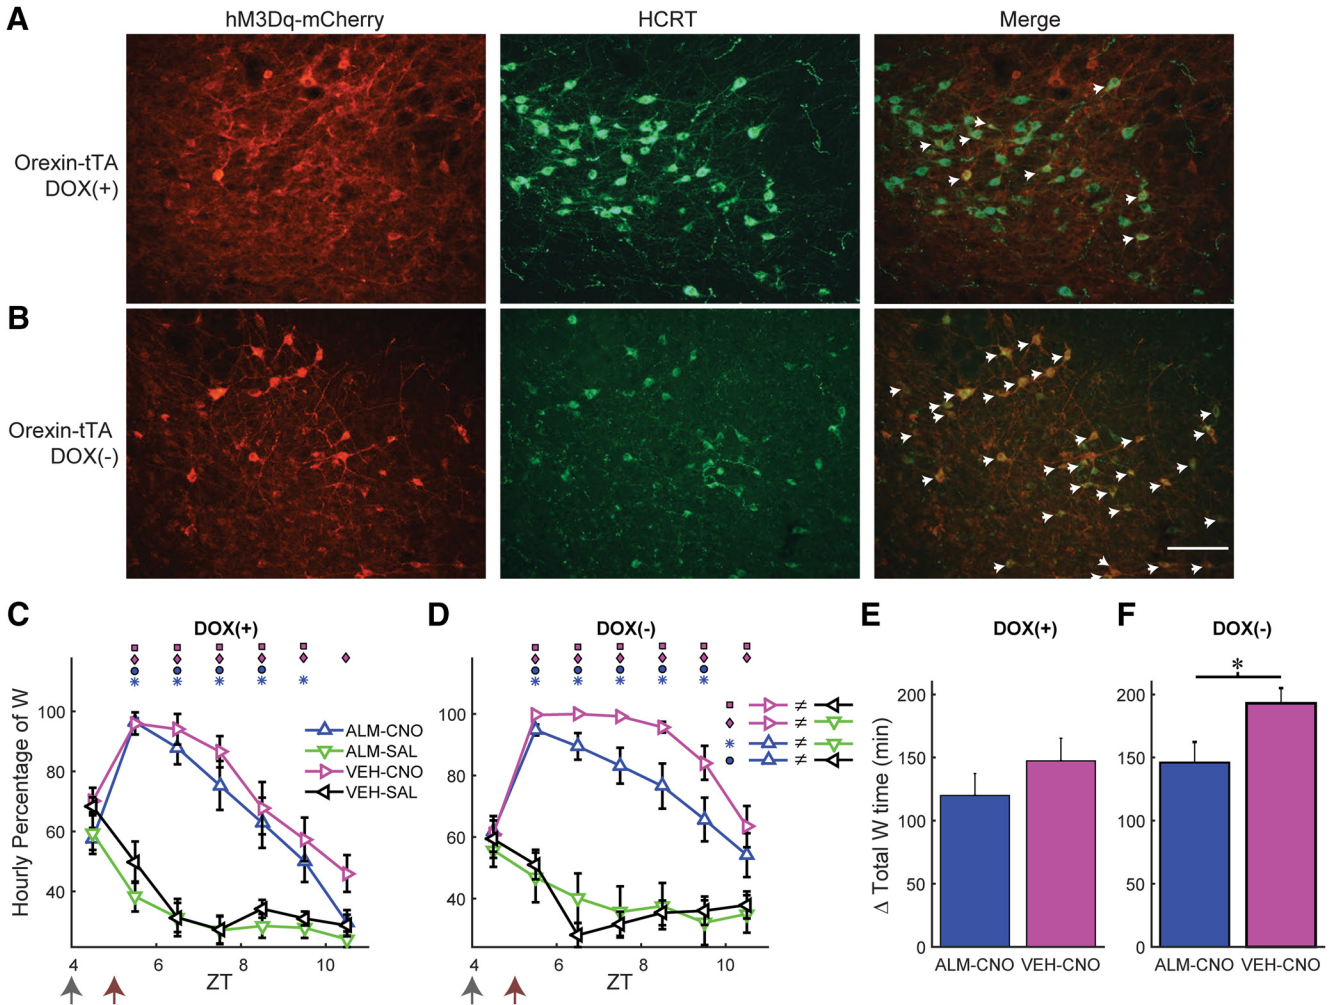 A
hM3Dq-mCherry
HCRT
Merge
Orexin-tTA
DOX(+)
B
Orexin-tTA
DOX(-)
C
DOX(+)
Hourly Percentage of W
100
80
60
40
4
6
8
10
ZT
ALM-CNO
ALM-SAL
VEH-CNO
VEH-SAL
D
DOX(-)
100
80
60
40
4
6
8
10
ZT
≠
≠
≠
≠
E
DOX(+)
Δ Total W time (min)
200
150
100
50
0
ALM-CNO
VEH-CNO
F
DOX(-)
*
200
150
100
50
0
ALM-CNO
VEH-CNO